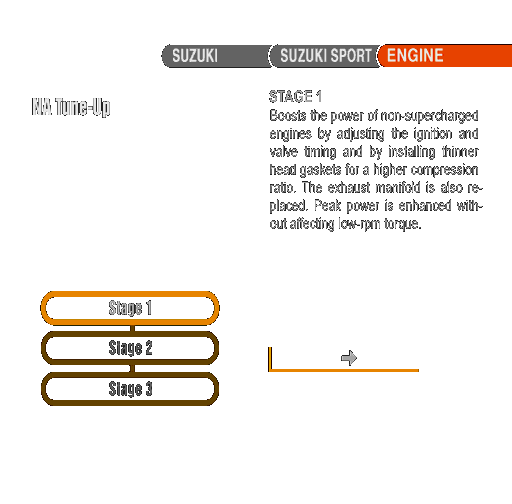 SUZUKI
SUZUKI SPORT
ENGINE
NA Tune-Up
STAGE 1
Boosts the power of non-supercharged
engines by adjusting the ignition and
valve timing and by installing thinner
head gaskets for a higher compression
ratio. The exhaust manifold is also re-
placed. Peak power is enhanced with-
out affecting low-rpm torque.
Stage 1
Stage 2
Stage 3